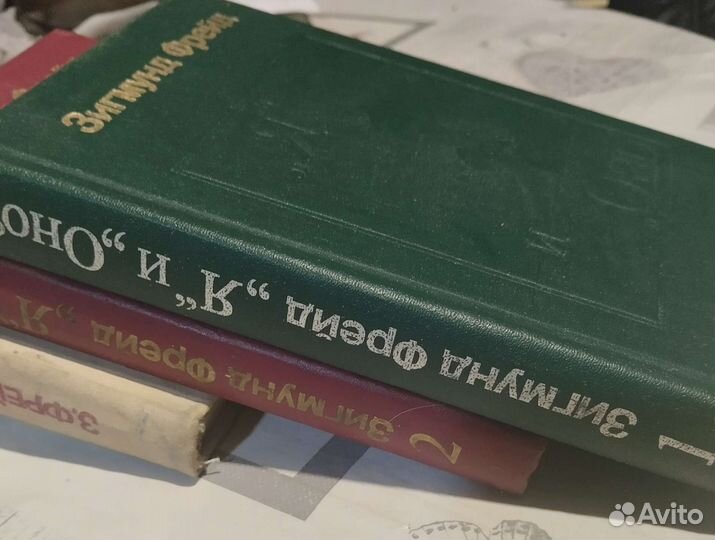 Зигмунд Фрейд
"Я" и
1 Зигмунд Фрейд "Я" и "Оно"
2 Зигмунд Фрейд "Я"
З.ФРЕЙ
Avito